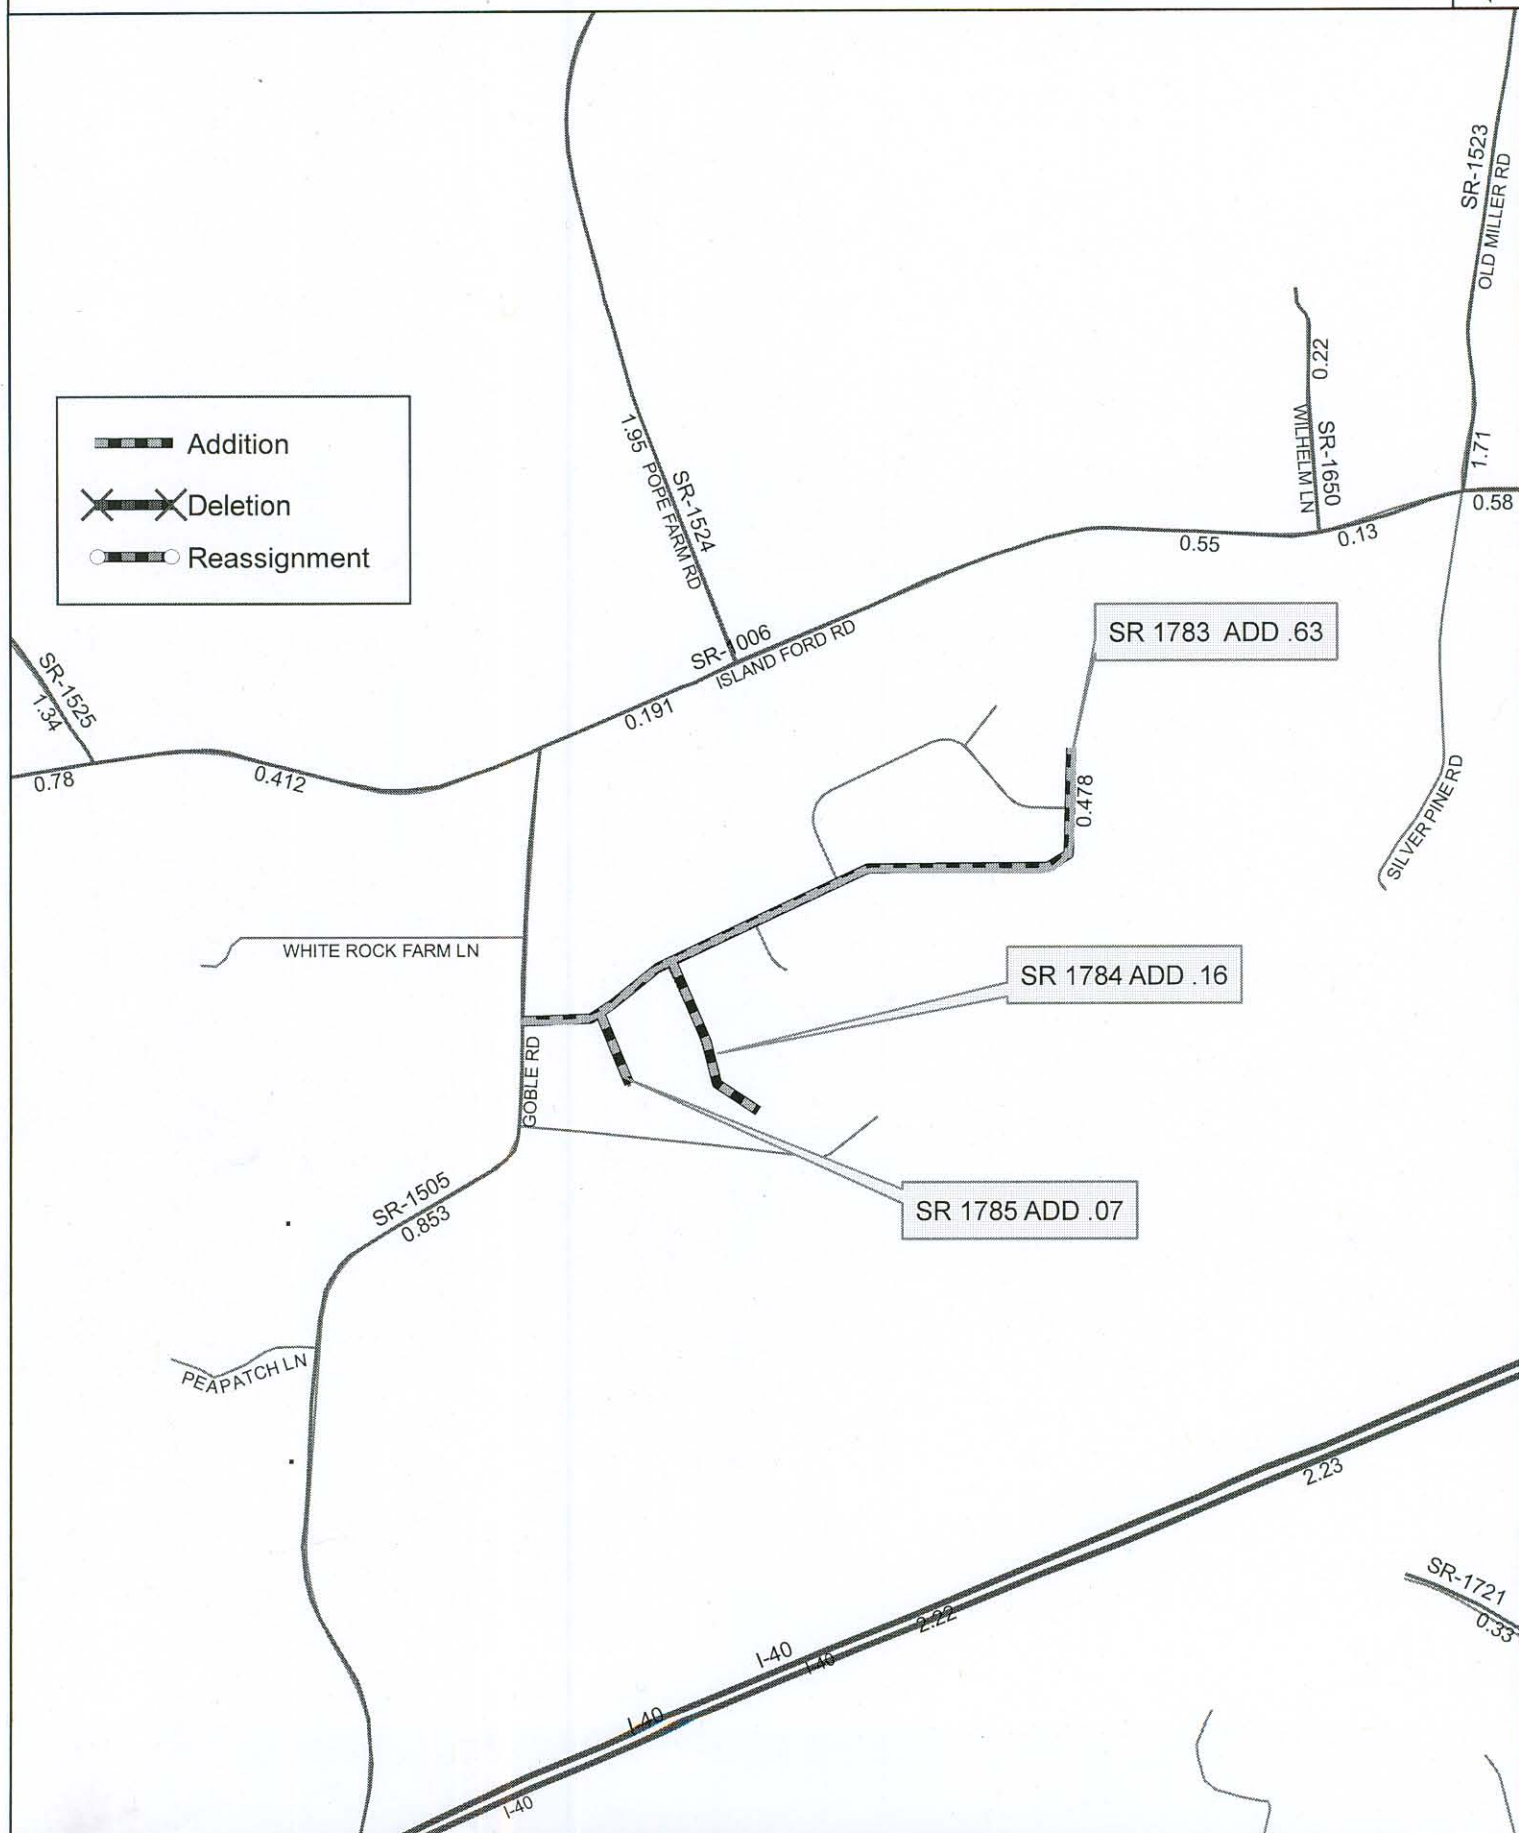 SR-1523
OLD MILLER RD
0.22
WILHELM LN
SR-1650
1.71
0.58
0.13
0.55
Addition
Deletion
Reassignment
1.95 POPE FARM RD
SR-1524
SR-1006
ISLAND FORD RD
SR 1783 ADD .63
SR-1525
1.34
0.191
0.78
0.412
0.478
SILVER PINE RD
WHITE ROCK FARM LN
SR 1784 ADD .16
GOBLE RD
SR-1505
0.853
SR 1785 ADD .07
PEAPATCH LN
2.23
SR-1721
0.33
2.22
I-40
I-40
I-40
I-40